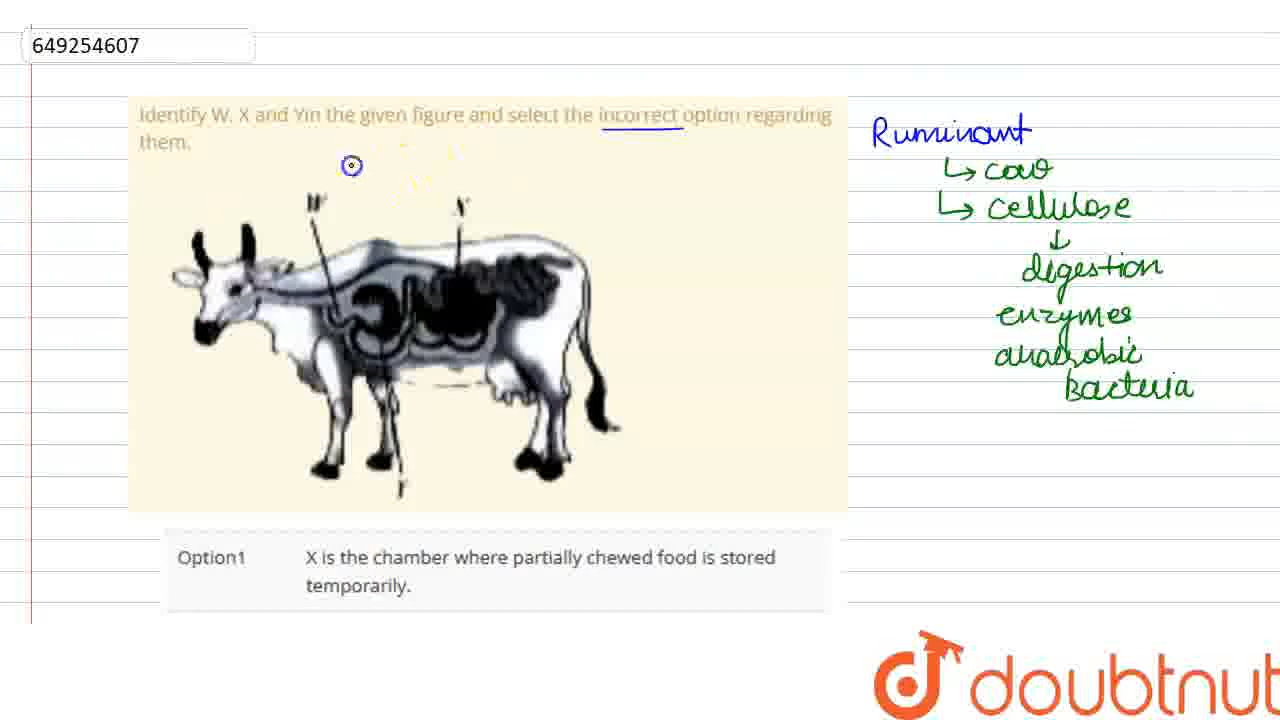 649254607
Identify W. X and Yin the given figure and select the incorrect option regarding
them.
Ruminant
↳ cow
↳ cellulose
↓
digestion
enzymes
anaerobic
Bacteria
W
Y
Option1 X is the chamber where partially chewed food is stored
temporarily.
doubtnut